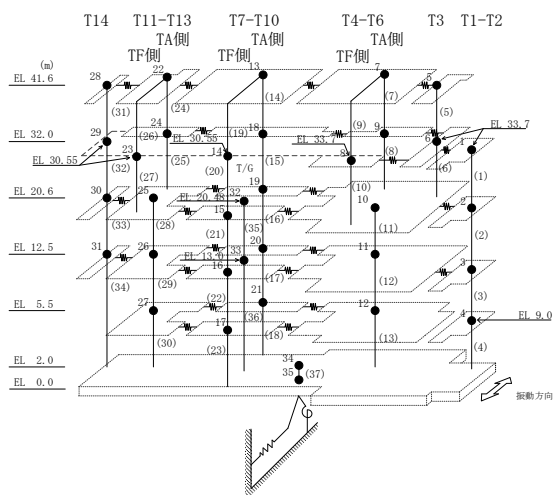 T14 T11-T13 T7-T10 T4-T6 T3 T1-T2
TA側 TA側 TA側
TF側 TF側 TF側
(m)
EL 41.6 28 22 13 7 5
(31) (24) (14) (7) (5)
EL 32.0 29 24 18 9 6 1 EL 33.7
(26) (19) (9)
EL 30.55 23 EL 30.55 14 EL 33.7 8
(32) (25) (20) T/G (15) (8) (6) (1)
(27) (10)
EL 20.6 30 25 EL 20.48 32 19 10 2
(33) (28) 15 (35) (16) (11) (2)
(21)
EL 12.5 31 26 EL 13.0 33 20 11 3
(34) (29) 16 (17) (12) (3)
EL 5.5 27 (22) 21 12 4 EL 9.0
(36)
(30) 17 (18) (13) (4)
(23)
EL 2.0 34
EL 0.0 35 (37)
振動方向